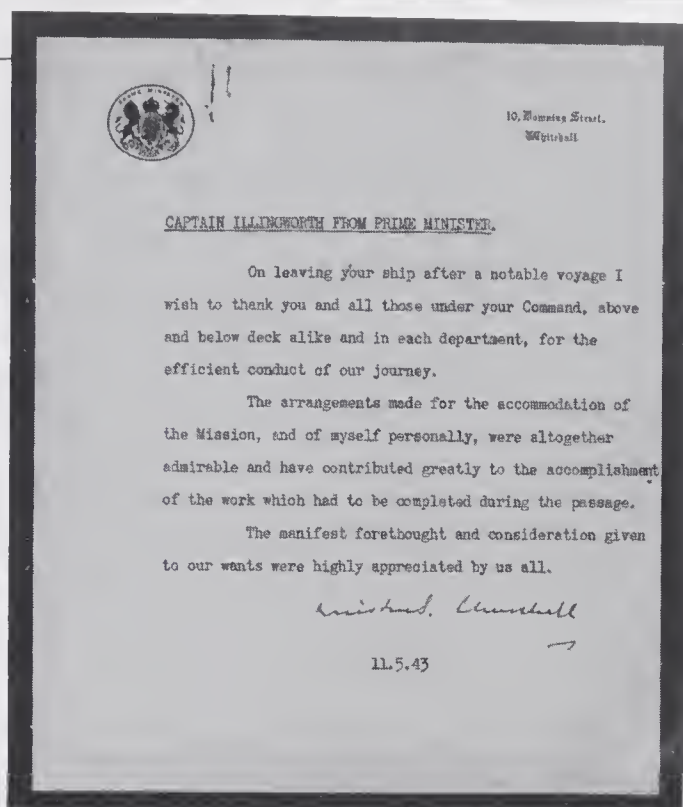 PRIME MINISTER
10, Downing Street,
Whitehall
CAPTAIN ILLINGWORTH FROM PRIME MINISTER.
On leaving your ship after a notable voyage I
wish to thank you and all those under your Command, above
and below deck alike and in each department, for the
efficient conduct of our journey.
The arrangements made for the accommodation of
the Mission, and of myself personally, were altogether
admirable and have contributed greatly to the accomplishment
of the work which had to be completed during the passage.
The manifest forethought and consideration given
to our wants were highly appreciated by us all.
Winston S. Churchill
11.5.43